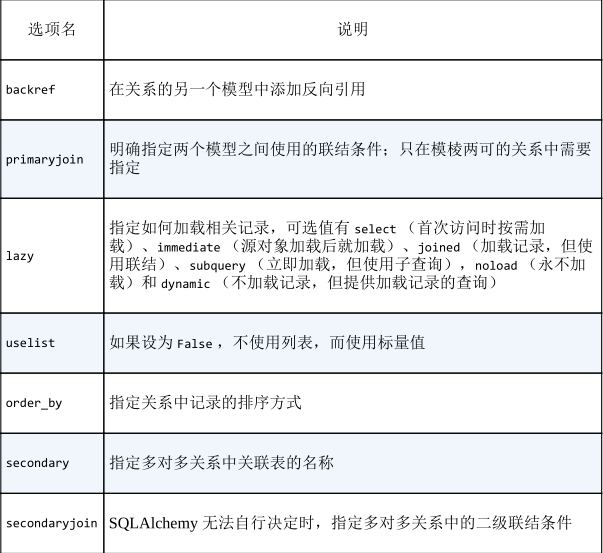 选项名
说明
backref
在关系的另一个模型中添加反向引用
primaryjoin
明确指定两个模型之间使用的联结条件；只在模棱两可的关系中需要
指定
lazy
指定如何加载相关记录，可选值有 select（首次访问时按需加
载）、immediate（源对象加载后就加载）、joined（加载记录，但使
用联结）、subquery（立即加载，但使用子查询），noload（永不加
载）和 dynamic（不加载记录，但提供加载记录的查询）
uselist
如果设为 False，不使用列表，而使用标量值
order_by
指定关系中记录的排序方式
secondary
指定多对多关系中关联表的名称
secondaryjoin
SQLAlchemy 无法自行决定时，指定多对多关系中的二级联结条件